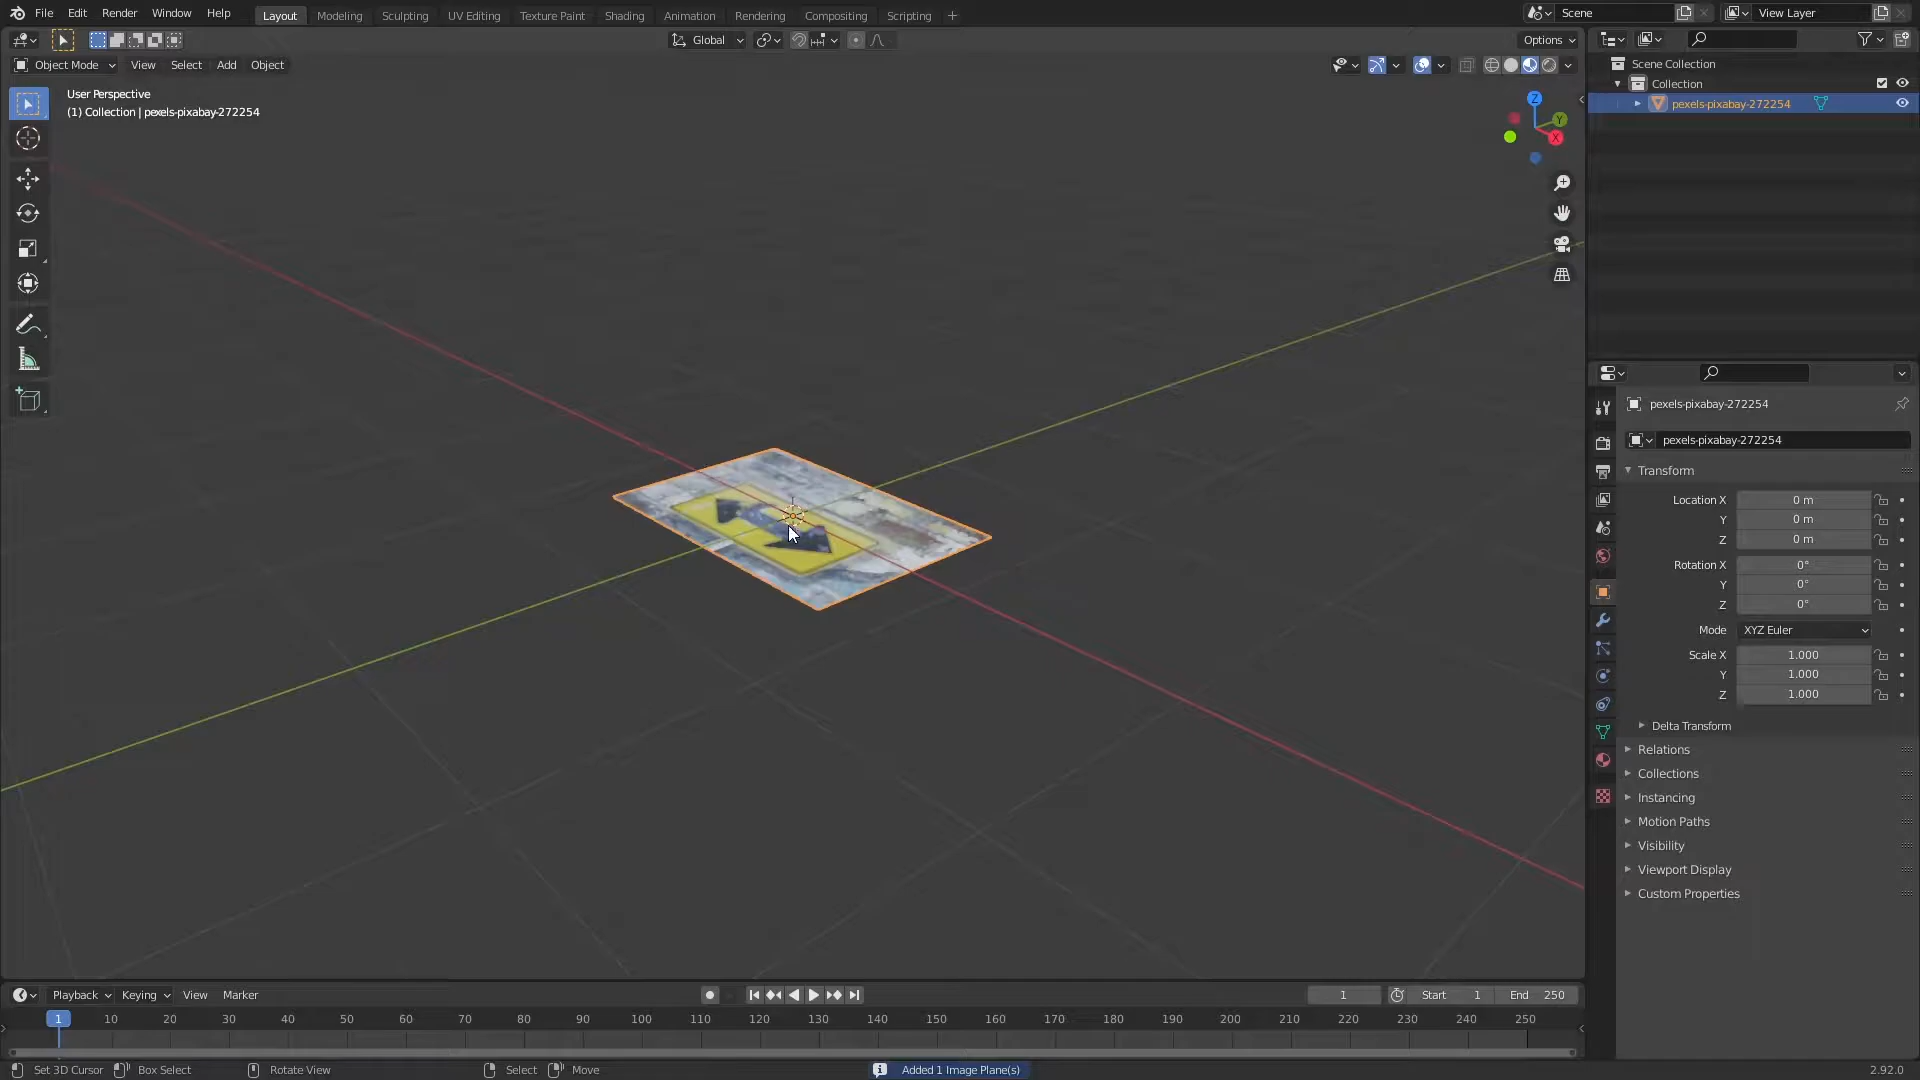 File Edit Render Window Help Layout Modeling Sculpting UV Editing Texture Paint Shading Animation Rendering Compositing Scripting + Scene View Layer
Global Options
Object Mode View Select Add Object
User Perspective
(1) Collection | pexels-pixabay-272254
Z
Y
X
Scene Collection
Collection
pexels-pixabay-272254
pexels-pixabay-272254
pexels-pixabay-272254
Transform
Location X 0 m
Y 0 m
Z 0 m
Rotation X 0°
Y 0°
Z 0°
Mode XYZ Euler
Scale X 1.000
Y 1.000
Z 1.000
Delta Transform
Relations
Collections
Instancing
Motion Paths
Visibility
Viewport Display
Custom Properties
Playback Keying View Marker 1 Start 1 End 250
1 10 20 30 40 50 60 70 80 90 100 110 120 130 140 150 160 170 180 190 200 210 220 230 240 250
Set 3D Cursor Box Select Rotate View Select Move Added 1 Image Plane(s) 2.92.0